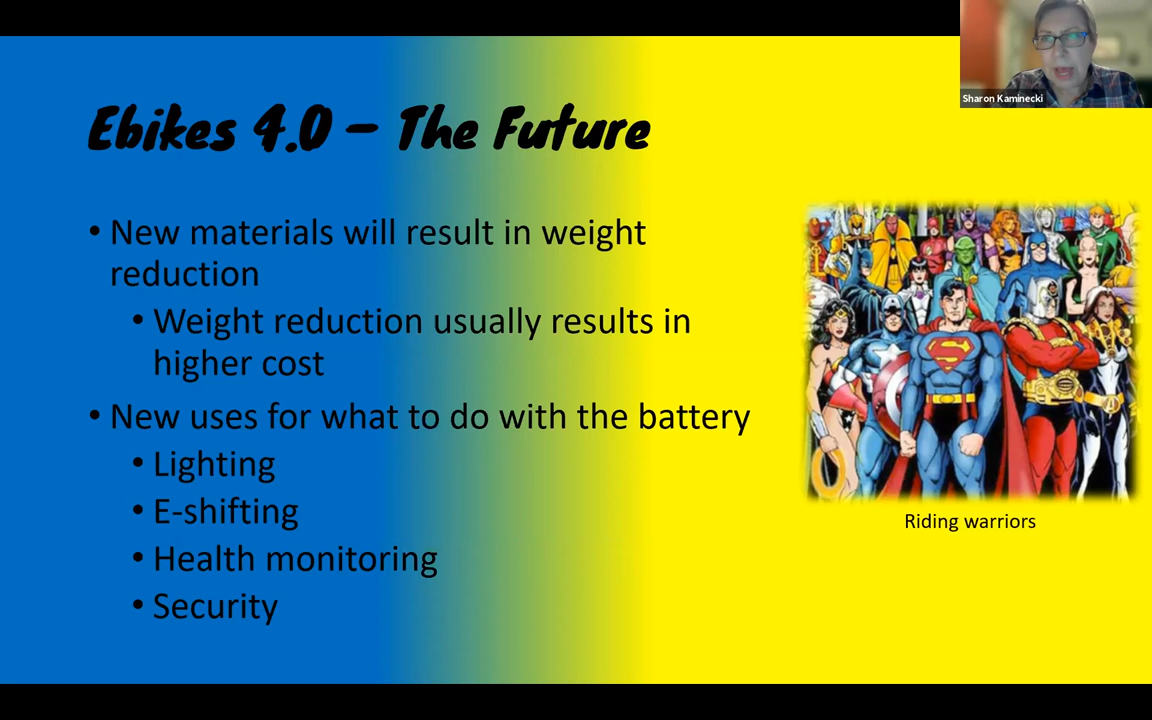 Sharon Kaminecki
Ebikes 4.0 – The Future
• New materials will result in weight
reduction
• Weight reduction usually results in
higher cost
• New uses for what to do with the battery
• Lighting
• E-shifting
• Health monitoring
• Security
Riding warriors